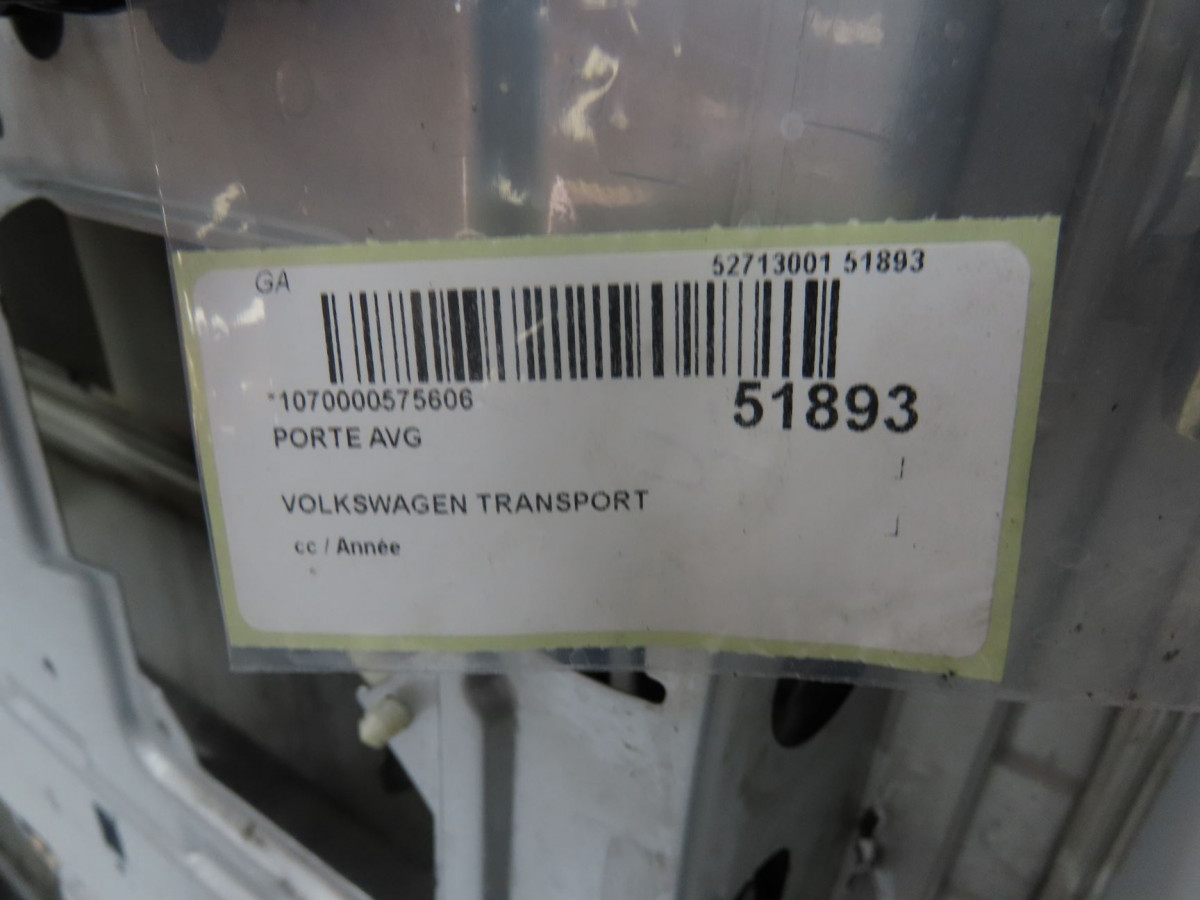 GA
52713001 51893
*1070000575606
51893
PORTE AVG
VOLKSWAGEN TRANSPORT
cc / Année